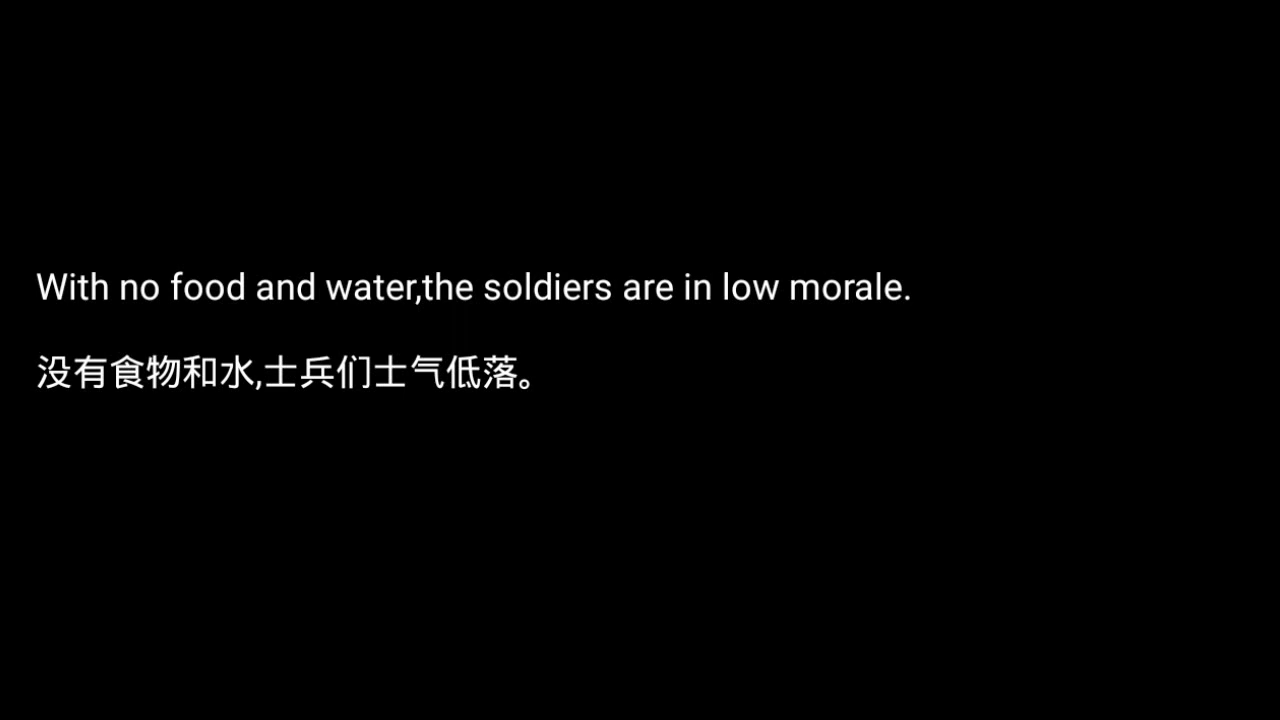 With no food and water,the soldiers are in low morale.
没有食物和水,士兵们士气低落。